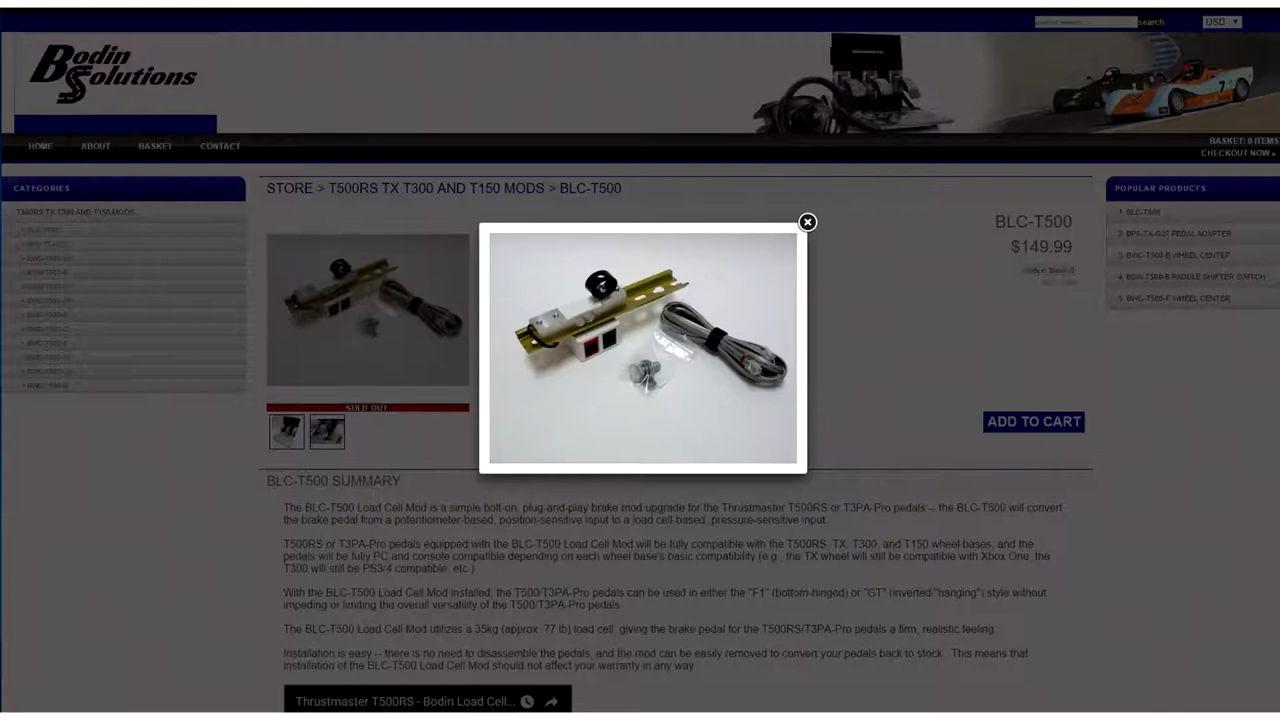 search
USD
Bodin
Solutions
HOME
ABOUT
BASKET
CONTACT
BASKET: 0 ITEMS
CHECKOUT NOW »
CATEGORIES
T500RS TX T300 AND T150 MODS...
STORE > T500RS TX T300 AND T150 MODS > BLC-T500
BLC-T500
$149.99
SOLD OUT
ADD TO CART
POPULAR PRODUCTS
1 BLC-T500
2 BPA-TX-G27 PEDAL ADAPTER
3 BWC-T500-B WHEEL CENTER
4 BSW-T500-B PADDLE SHIFTER SWITCH
5 BWC-T500-F WHEEL CENTER
BLC-T500 SUMMARY
The BLC-T500 Load Cell Mod is a simple bolt-on, plug-and-play brake mod upgrade for the Thrustmaster T500RS or T3PA-Pro pedals -- the BLC-T500 will convert
the brake pedal from a potentiometer-based, position-sensitive input to a load cell-based, pressure-sensitive input.
T500RS or T3PA-Pro pedals equipped with the BLC-T500 Load Cell Mod will be fully compatible with the T500RS, TX, T300, and T150 wheel bases, and the
pedals will be fully PC and console compatible depending on each wheel base's basic compatibility (e.g., the TX wheel will still be compatible with Xbox One, the
T300 will still be PS3/4 compatible, etc.)
With the BLC-T500 Load Cell Mod installed, the T500/T3PA-Pro pedals can be used in either the "F1" (bottom-hinged) or "GT" (inverted/"hanging") style without
impeding or limiting the overall versatility of the T500/T3PA-Pro pedals.
The BLC-T500 Load Cell Mod utilizes a 35kg (approx. 77 lb) load cell, giving the brake pedal for the T500RS/T3PA-Pro pedals a firm, realistic feeling.
Installation is easy -- there is no need to disassemble the pedals, and the mod can be easily removed to convert your pedals back to stock. This means that
installation of the BLC-T500 Load Cell Mod should not affect your warranty in any way
Thrustmaster T500RS - Bodin Load Cell...